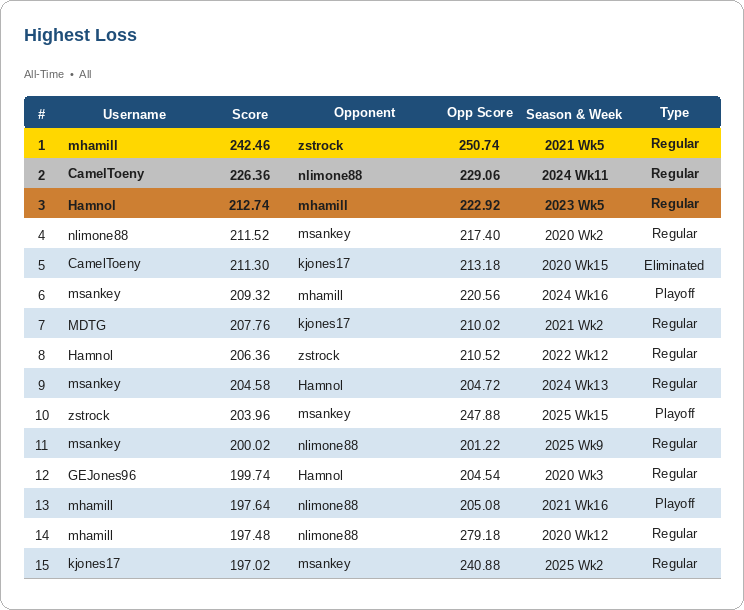 Highest Loss
All-Time • All
# Username Score Opponent Opp Score Season & Week Type
1 mhamill 242.46 zstrock 250.74 2021 Wk5 Regular
2 CamelToeny 226.36 nlimone88 229.06 2024 Wk11 Regular
3 Hamnol 212.74 mhamill 222.92 2023 Wk5 Regular
4 nlimone88 211.52 msankey 217.40 2020 Wk2 Regular
5 CamelToeny 211.30 kjones17 213.18 2020 Wk15 Eliminated
6 msankey 209.32 mhamill 220.56 2024 Wk16 Playoff
7 MDTG 207.76 kjones17 210.02 2021 Wk2 Regular
8 Hamnol 206.36 zstrock 210.52 2022 Wk12 Regular
9 msankey 204.58 Hamnol 204.72 2024 Wk13 Regular
10 zstrock 203.96 msankey 247.88 2025 Wk15 Playoff
11 msankey 200.02 nlimone88 201.22 2025 Wk9 Regular
12 GEJones96 199.74 Hamnol 204.54 2020 Wk3 Regular
13 mhamill 197.64 nlimone88 205.08 2021 Wk16 Playoff
14 mhamill 197.48 nlimone88 279.18 2020 Wk12 Regular
15 kjones17 197.02 msankey 240.88 2025 Wk2 Regular